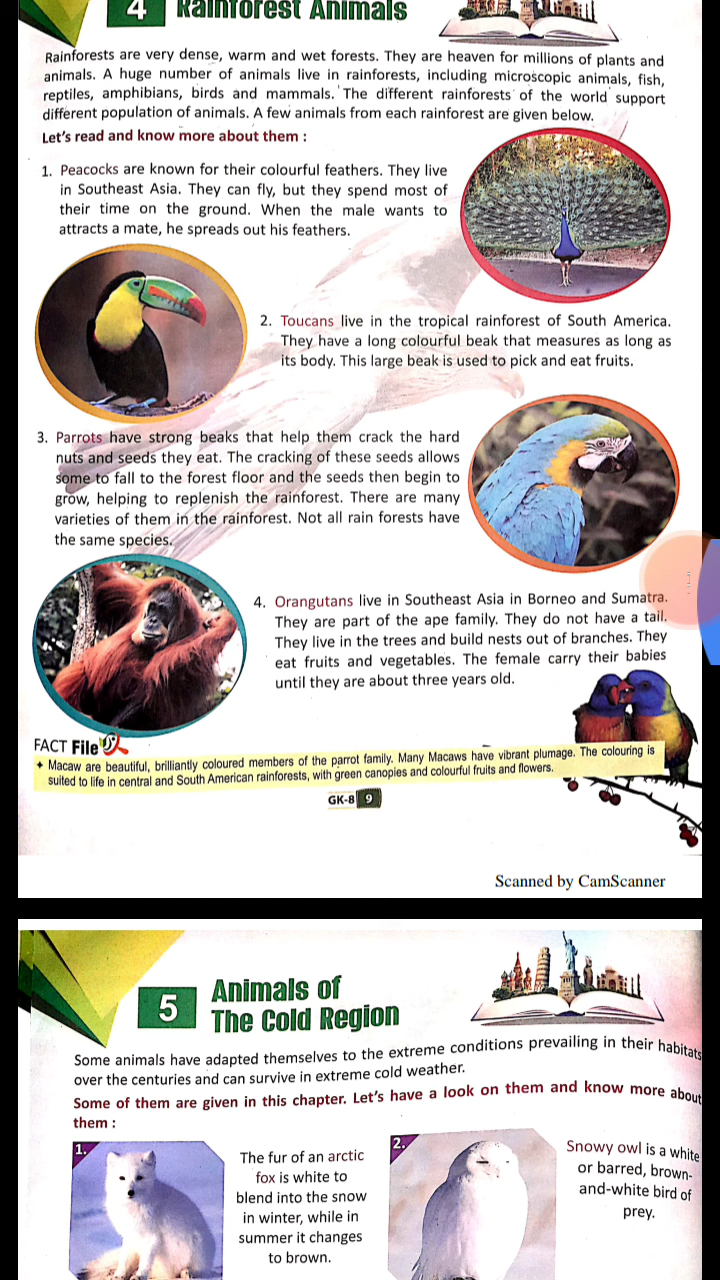 4 Rainforest Animals
Rainforests are very dense, warm and wet forests. They are heaven for millions of plants and
animals. A huge number of animals live in rainforests, including microscopic animals, fish,
reptiles, amphibians, birds and mammals. The different rainforests of the world support
different population of animals. A few animals from each rainforest are given below.
Let's read and know more about them :
1. Peacocks are known for their colourful feathers. They live
in Southeast Asia. They can fly, but they spend most of
their time on the ground. When the male wants to
attracts a mate, he spreads out his feathers.
2. Toucans live in the tropical rainforest of South America.
They have a long colourful beak that measures as long as
its body. This large beak is used to pick and eat fruits.
3. Parrots have strong beaks that help them crack the hard
nuts and seeds they eat. The cracking of these seeds allows
some to fall to the forest floor and the seeds then begin to
grow, helping to replenish the rainforest. There are many
varieties of them in the rainforest. Not all rain forests have
the same species.
4. Orangutans live in Southeast Asia in Borneo and Sumatra.
They are part of the ape family. They do not have a tail.
They live in the trees and build nests out of branches. They
eat fruits and vegetables. The female carry their babies
until they are about three years old.
FACT File
✦ Macaw are beautiful, brilliantly coloured members of the parrot family. Many Macaws have vibrant plumage. The colouring is
suited to life in central and South American rainforests, with green canopies and colourful fruits and flowers.
GK-8 9
Scanned by CamScanner
5 Animals of
The Cold Region
Some animals have adapted themselves to the extreme conditions prevailing in their habitats
over the centuries and can survive in extreme cold weather.
Some of them are given in this chapter. Let's have a look on them and know more about
them :
1.
The fur of an arctic
fox is white to
blend into the snow
in winter, while in
summer it changes
to brown.
2.
Snowy owl is a white
or barred, brown-
and-white bird of
prey.